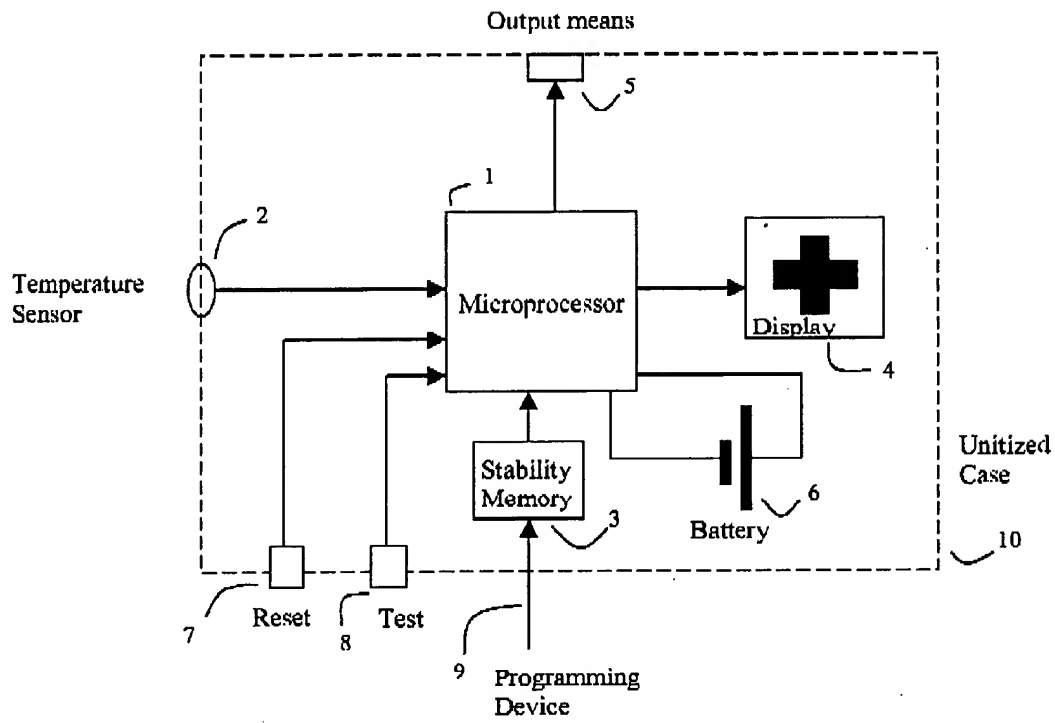 Output means
5
1
2
Temperature
Sensor
Microprocessor
Display
4
Stability
Memory
3
Battery
6
Unitized
Case
10
7
Reset
8
Test
9
Programming
Device